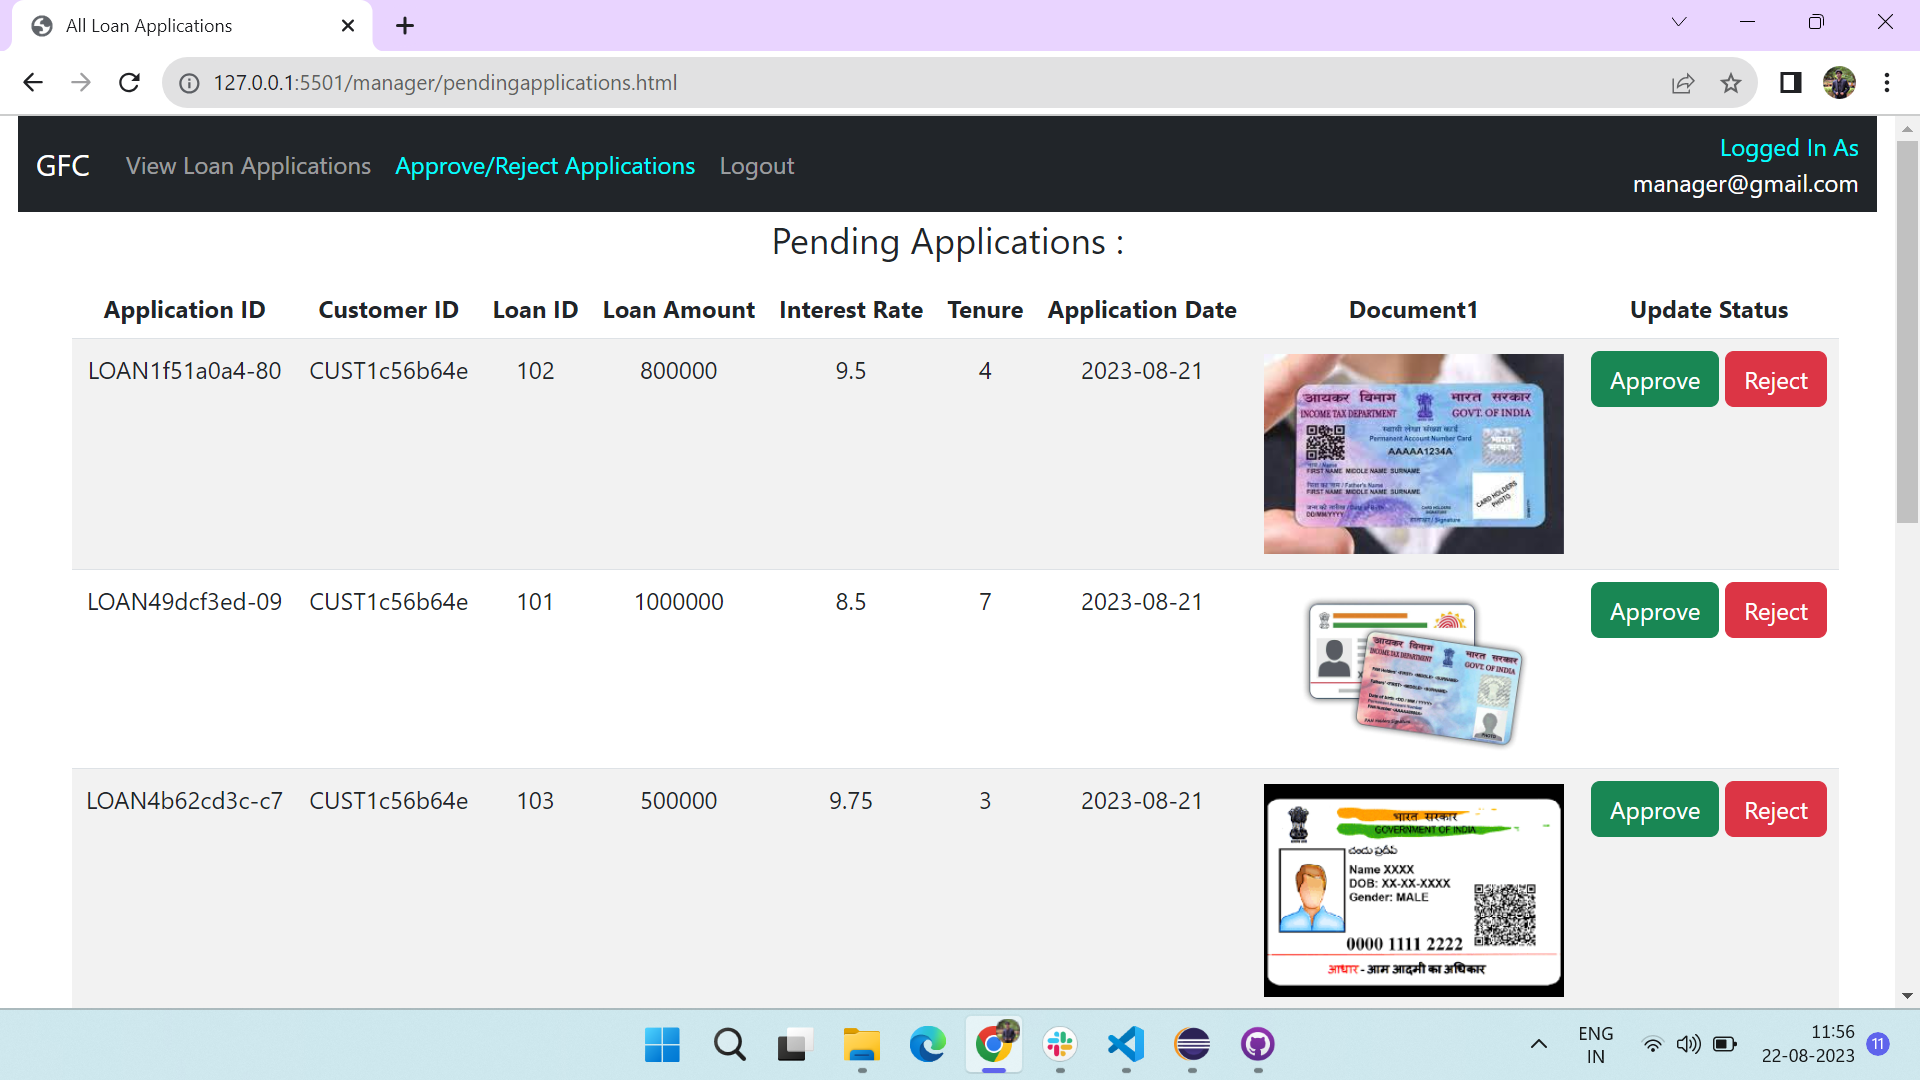 All Loan Applications
127.0.0.1:5501/manager/pendingapplications.html
GFC View Loan Applications Approve/Reject Applications Logout
Logged In As
manager@gmail.com
Pending Applications :
Application ID Customer ID Loan ID Loan Amount Interest Rate Tenure Application Date Document1 Update Status
LOAN1f51a0a4-80 CUST1c56b64e 102 800000 9.5 4 2023-08-21 Approve Reject
आयकर विभाग भारत सरकार
INCOME TAX DEPARTMENT GOVT. OF INDIA
Permanent Account Number Card
AAAAA1234A
FIRST NAME MIDDLE NAME SURNAME
FIRST NAME MIDDLE NAME SURNAME
DD/MM/YYYY
CARD HOLDERS
PHOTO
LOAN49dcf3ed-09 CUST1c56b64e 101 1000000 8.5 7 2023-08-21 Approve Reject
आयकर विभाग भारत सरकार
INCOME TAX DEPARTMENT GOVT OF INDIA
PHOTO
LOAN4b62cd3c-c7 CUST1c56b64e 103 500000 9.75 3 2023-08-21 Approve Reject
भारत सरकार
GOVERNMENT OF INDIA
Name XXXX
DOB: XX-XX-XXXX
Gender: MALE
0000 1111 2222
आधार - आम आदमी का अधिकार
ENG
IN
11:56
22-08-2023
11